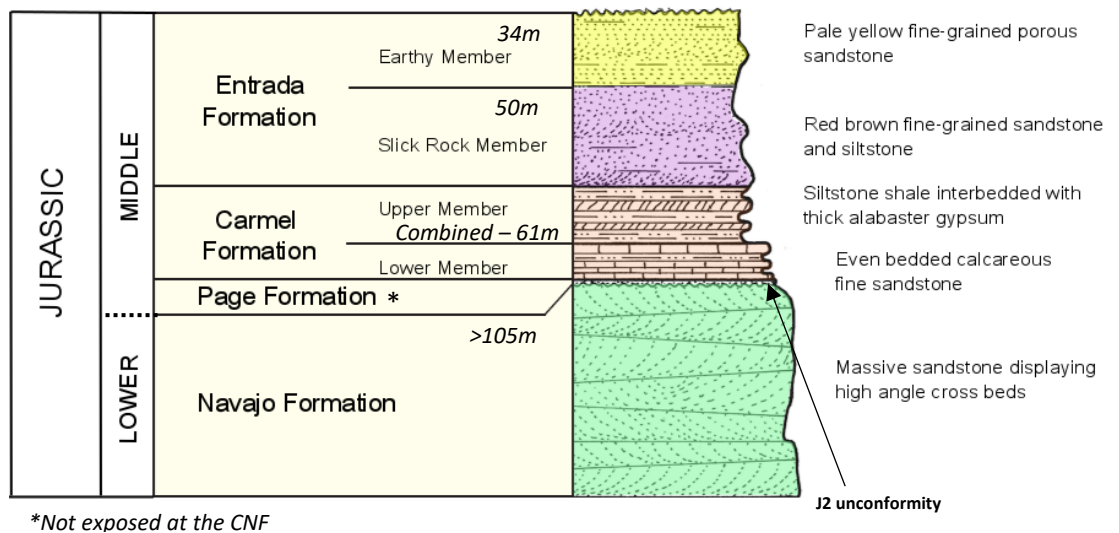 JURASSIC
MIDDLE
LOWER
Entrada
Formation
34m
Earthy Member
50m
Slick Rock Member
Carmel
Formation
Upper Member
Combined – 61m
Lower Member
Page Formation *
>105m
Navajo Formation
Pale yellow fine-grained porous
sandstone
Red brown fine-grained sandstone
and siltstone
Siltstone shale interbedded with
thick alabaster gypsum
Even bedded calcareous
fine sandstone
Massive sandstone displaying
high angle cross beds
J2 unconformity
*Not exposed at the CNF